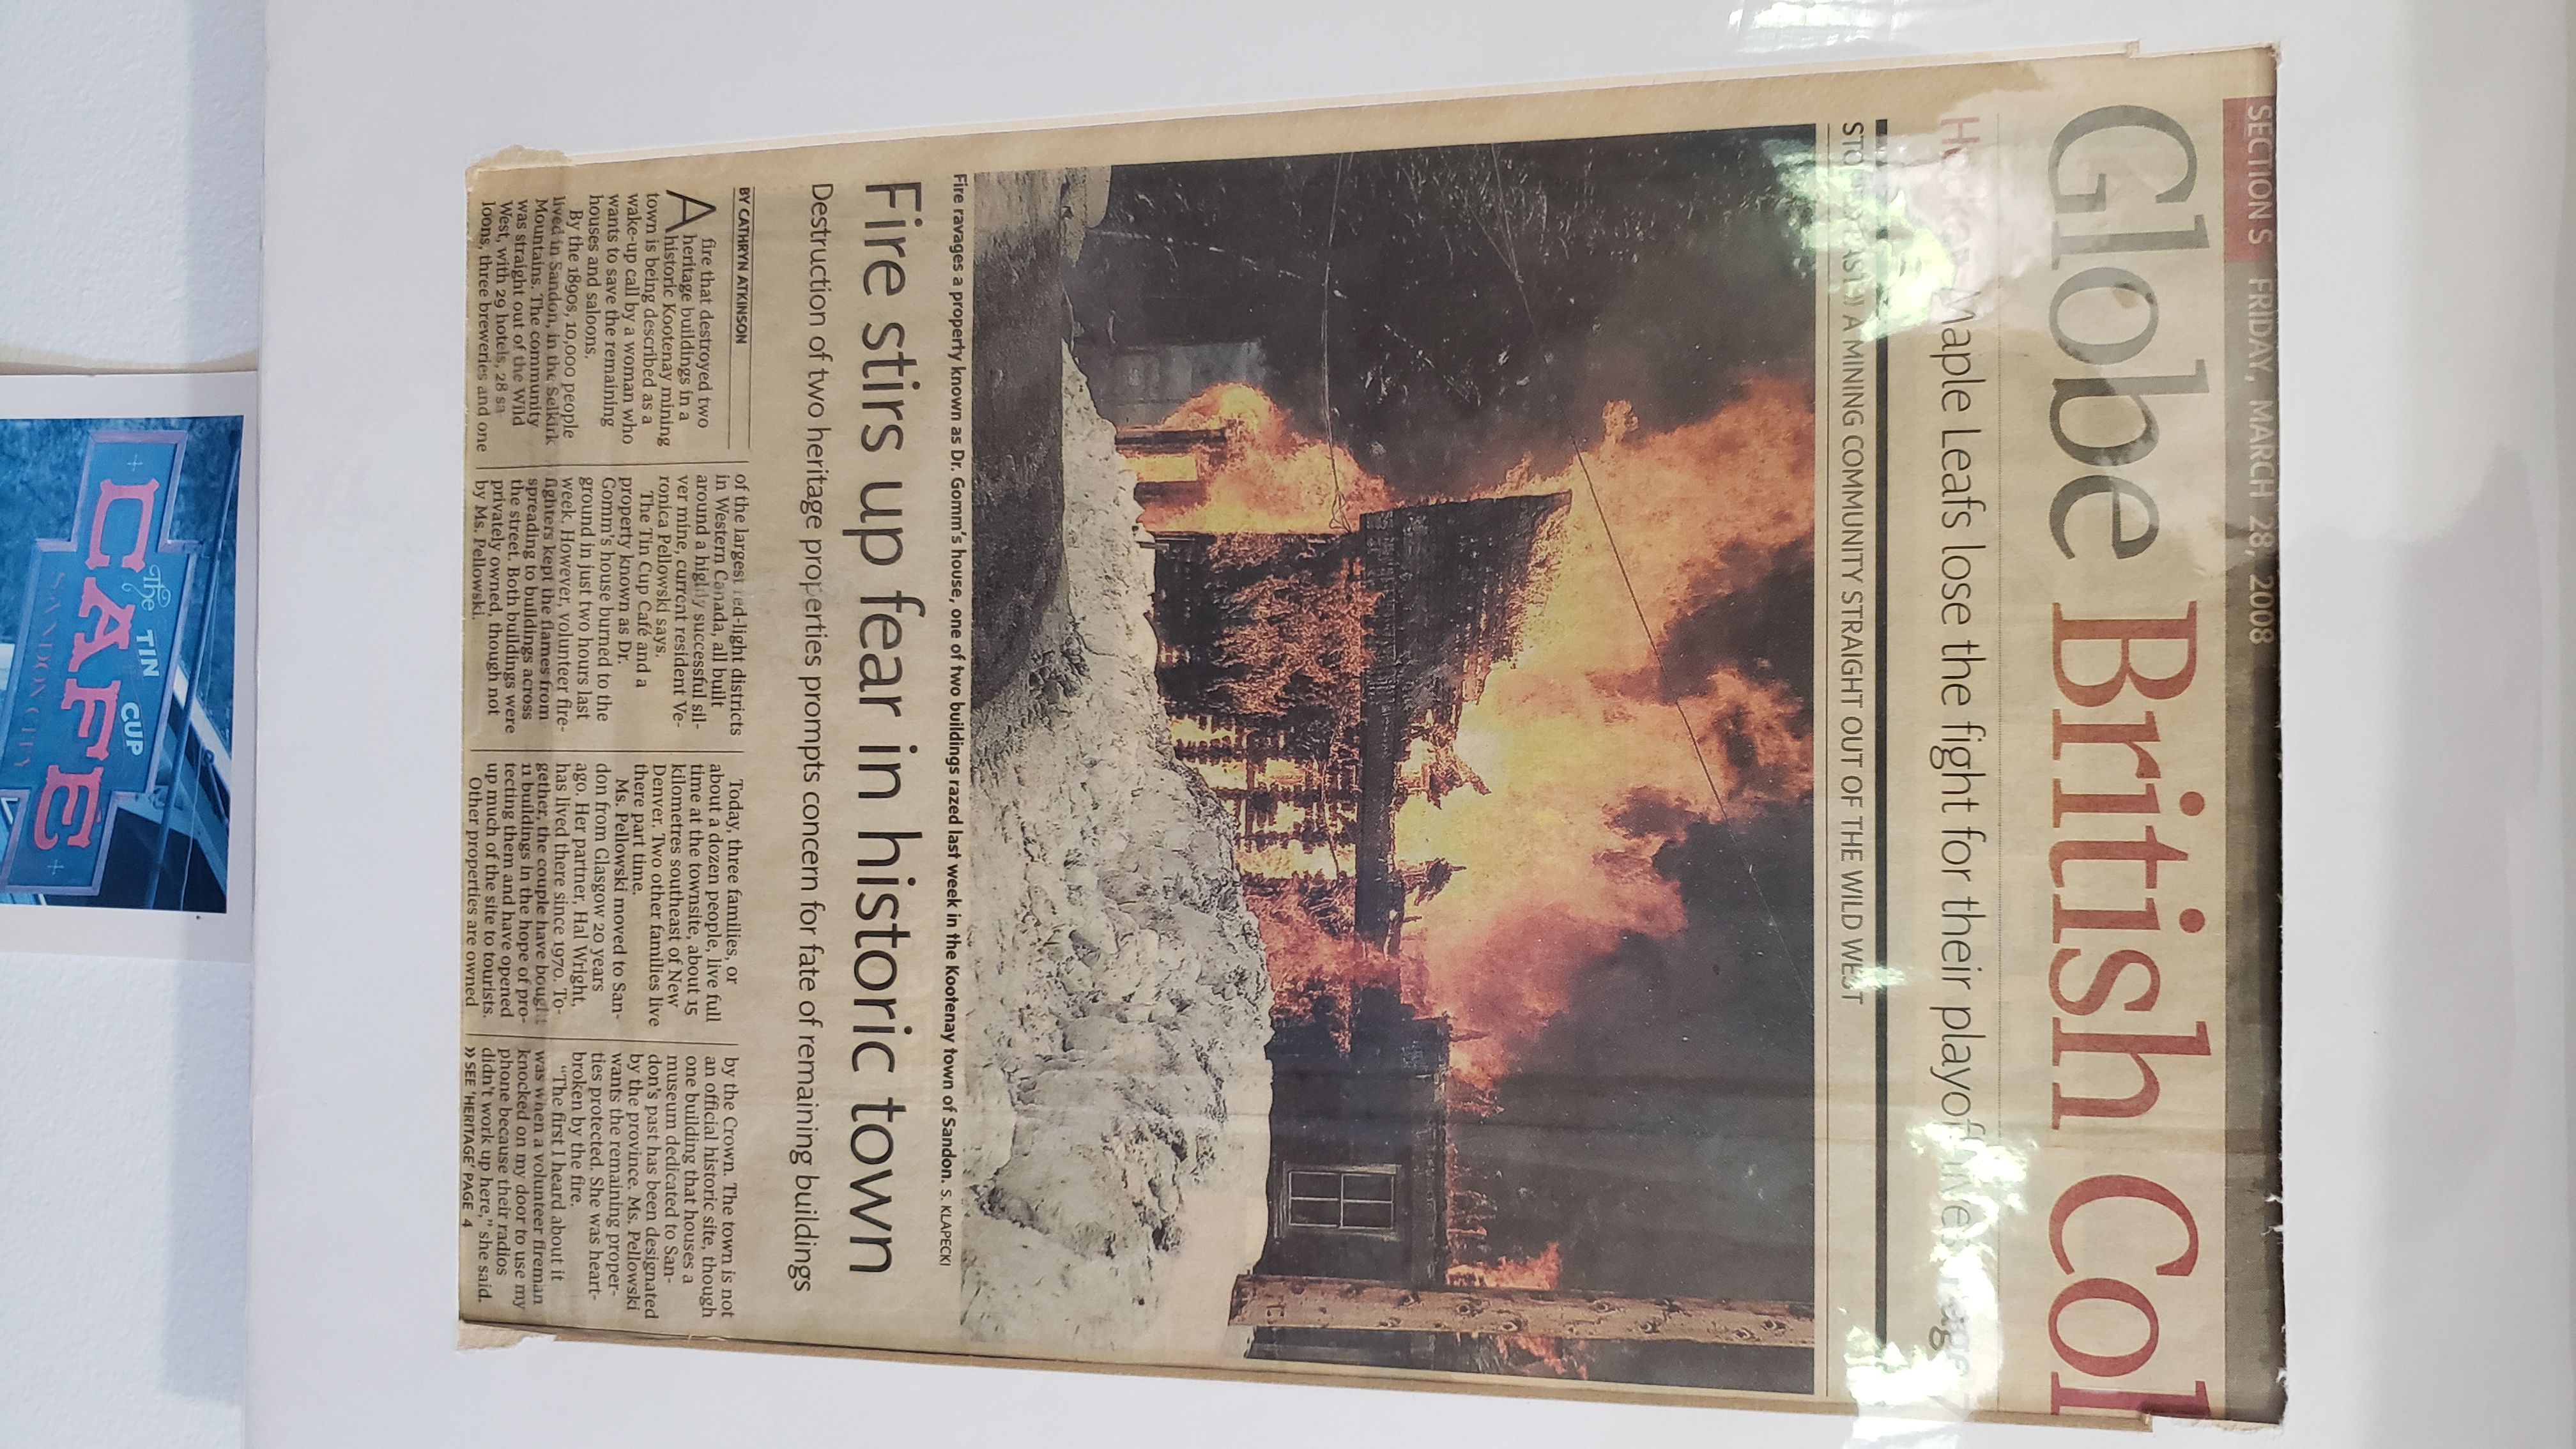 SECTION S FRIDAY, MARCH 28, 2008
Globe British Col
Maple Leafs lose the fight for their
A MINING COMMUNITY STRAIGHT OUT OF THE WILD WEST
Fire ravages a property known as Dr. Gomm's house, one of two buildings razed last week in the Kootenay town of Sandon. S. KLAPECKI
Fire stirs up fear in historic town
Destruction of two heritage properties prompts concern for fate of remaining buildings
BY CATHRYN ATKINSON
A fire that destroyed two
heritage buildings in a
historic Kootenay mining
town is being described as a
wake-up call by a woman who
wants to save the remaining
houses and saloons.
By the 1890s, 10,000 people
lived in Sandon, in the Selkirk
Mountains. The community
was straight out of the Wild
West, with 29 hotels, 28 sa-
loons, three breweries and one
of the largest red-light districts
in Western Canada, all built
around a highly successful sil-
ver mine, current resident Ve-
ronica Pellowski says.
The Tin Cup Café and a
property known as Dr.
Gomm's house burned to the
ground in just two hours last
week. However, volunteer fire-
fighters kept the flames from
spreading to buildings across
the street. Both buildings were
privately owned, though not
by Ms. Pellowski.
Today, three families, or
about a dozen people, live full
time at the townsite, about 15
kilometres southeast of New
Denver. Two other families live
there part time.
Ms. Pellowski moved to San-
don from Glasgow 20 years
ago. Her partner, Hal Wright,
has lived there since 1970. To-
gether, the couple have bought
11 buildings in the hope of pro-
tecting them and have opened
up much of the site to tourists.
Other properties are owned
by the Crown. The town is not
an official historic site, though
one building that houses a
museum dedicated to San-
don's past has been designated
by the province. Ms. Pellowski
wants the remaining proper-
ties protected. She was heart-
broken by the fire.
"The first I heard about it
was when a volunteer fireman
knocked on my door to use my
phone because their radios
didn't work up here," she said.
» SEE 'HERITAGE' PAGE 4
The TIN CUP
CAFE
SANDON CITY